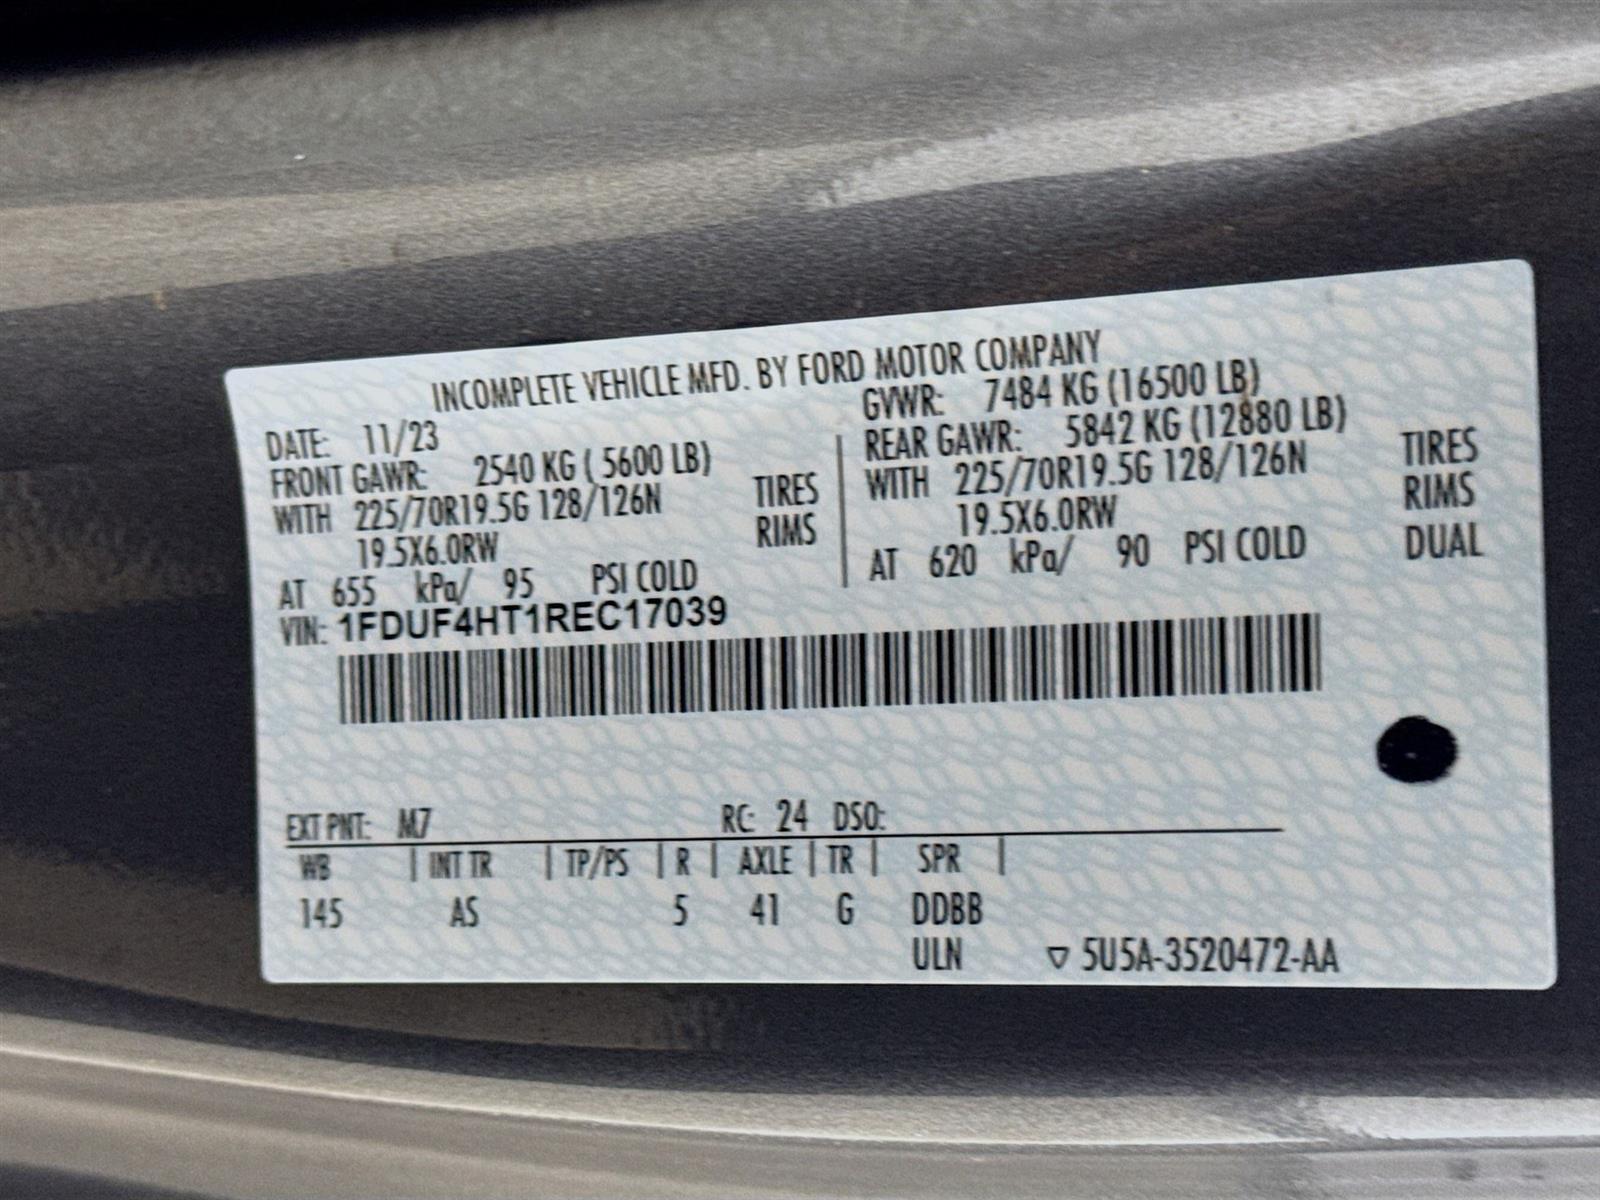 INCOMPLETE VEHICLE MFD. BY FORD MOTOR COMPANY
DATE: 11/23
FRONT GAWR: 2540 KG ( 5600 LB)
WITH 225/70R19.5G 128/126N TIRES
19.5X6.0RW RIMS
AT 655 kPa/ 95 PSI COLD
GVWR: 7484 KG (16500 LB)
REAR GAWR: 5842 KG (12880 LB)
WITH 225/70R19.5G 128/126N TIRES
19.5X6.0RW RIMS
AT 620 kPa/ 90 PSI COLD DUAL
VIN: 1FDUF4HT1REC17039
EXT PNT: M7 RC: 24 DSO:
WB | INT TR | TP/PS | R | AXLE | TR | SPR |
145 AS 5 41 G DDBB
ULN ▽ 5U5A-3520472-AA